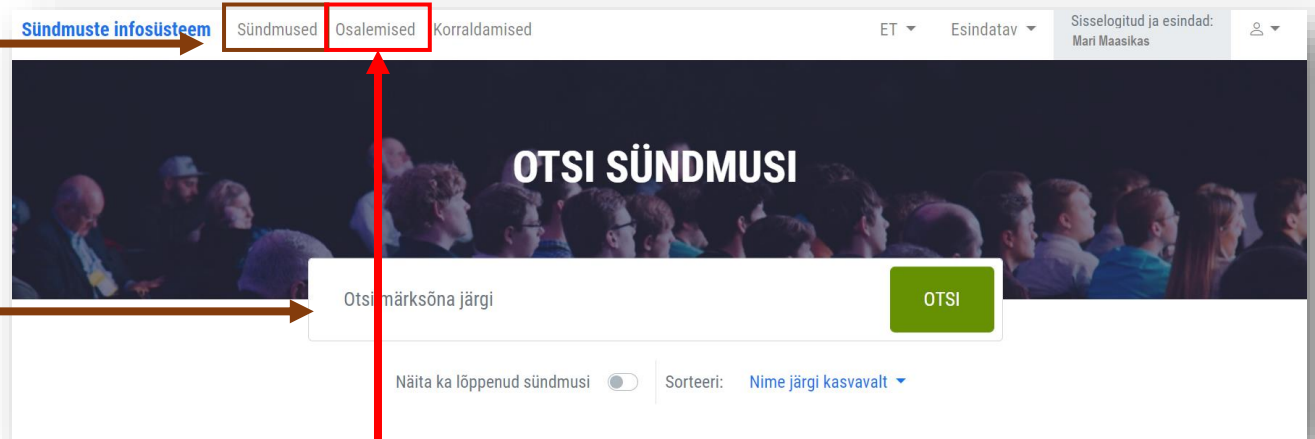 Sündmuste infosüsteem Sündmused Osalemised Korraldamised ET Esindatav Sisselogitud ja esindad:
Mari Maasikas
OTSI SÜNDMUSI
Otsi märksõna järgi OTSI
Näita ka lõppenud sündmusi Sorteeri: Nime järgi kasvavalt